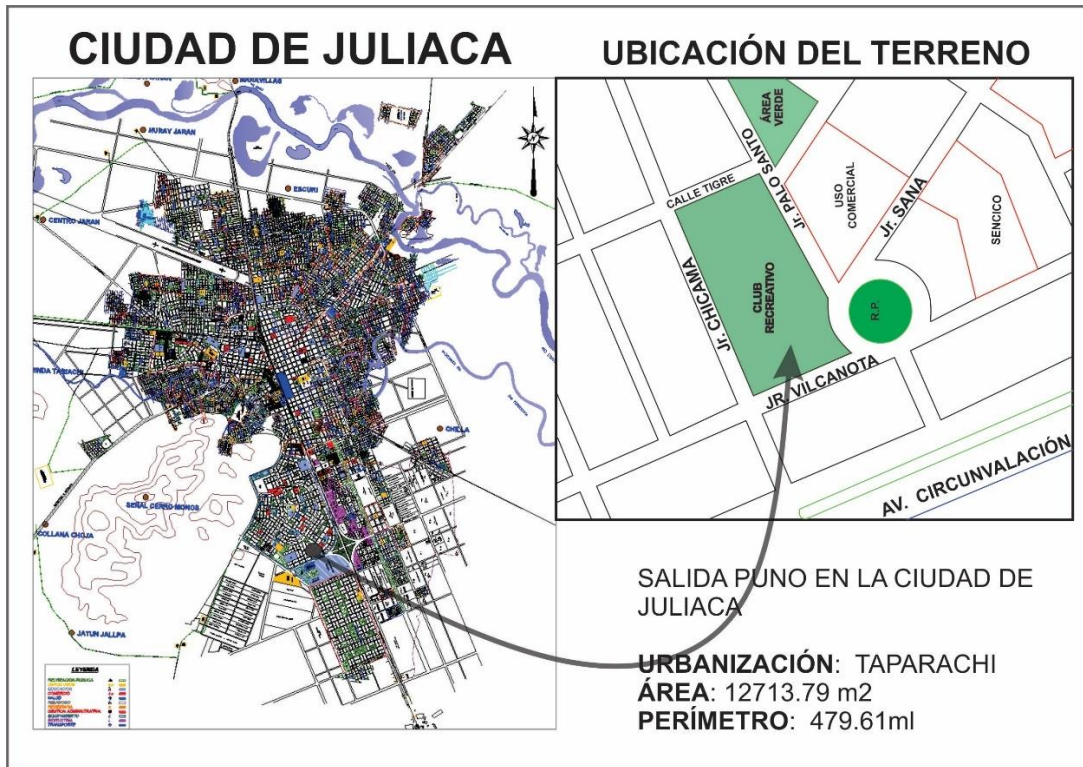 CIUDAD DE JULIACA
UBICACIÓN DEL TERRENO
MURAY JARAN
ESCURI
CENTRO JARAN
CHILLA
SEÑAL CERRO MONOS
COLLANA CHOJA
JATUN JALLPA
LEYENDA
ÁREA
VERDE
CALLE TIGRE
Jr. PALO SANTO
USO
COMERCIAL
Jr. SANA
SENCICO
Jr. CHICAMA
CLUB
RECREATIVO
R.P.
JR. VILCANOTA
AV. CIRCUNVALACIÓN
SALIDA PUNO EN LA CIUDAD DE
JULIACA
URBANIZACIÓN: TAPARACHI
ÁREA: 12713.79 m2
PERÍMETRO: 479.61ml